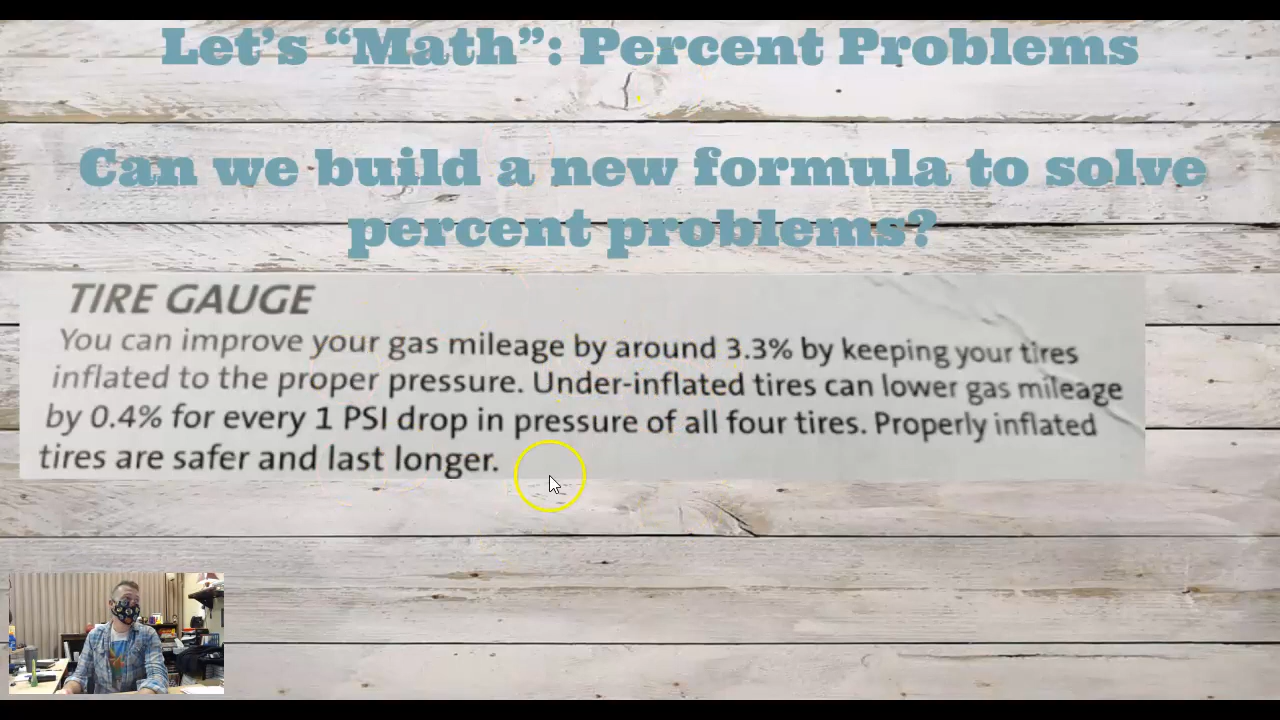 Let's "Math": Percent Problems
Can we build a new formula to solve
percent problems?
TIRE GAUGE
You can improve your gas mileage by around 3.3% by keeping your tires
inflated to the proper pressure. Under-inflated tires can lower gas mileage
by 0.4% for every 1 PSI drop in pressure of all four tires. Properly inflated
tires are safer and last longer.